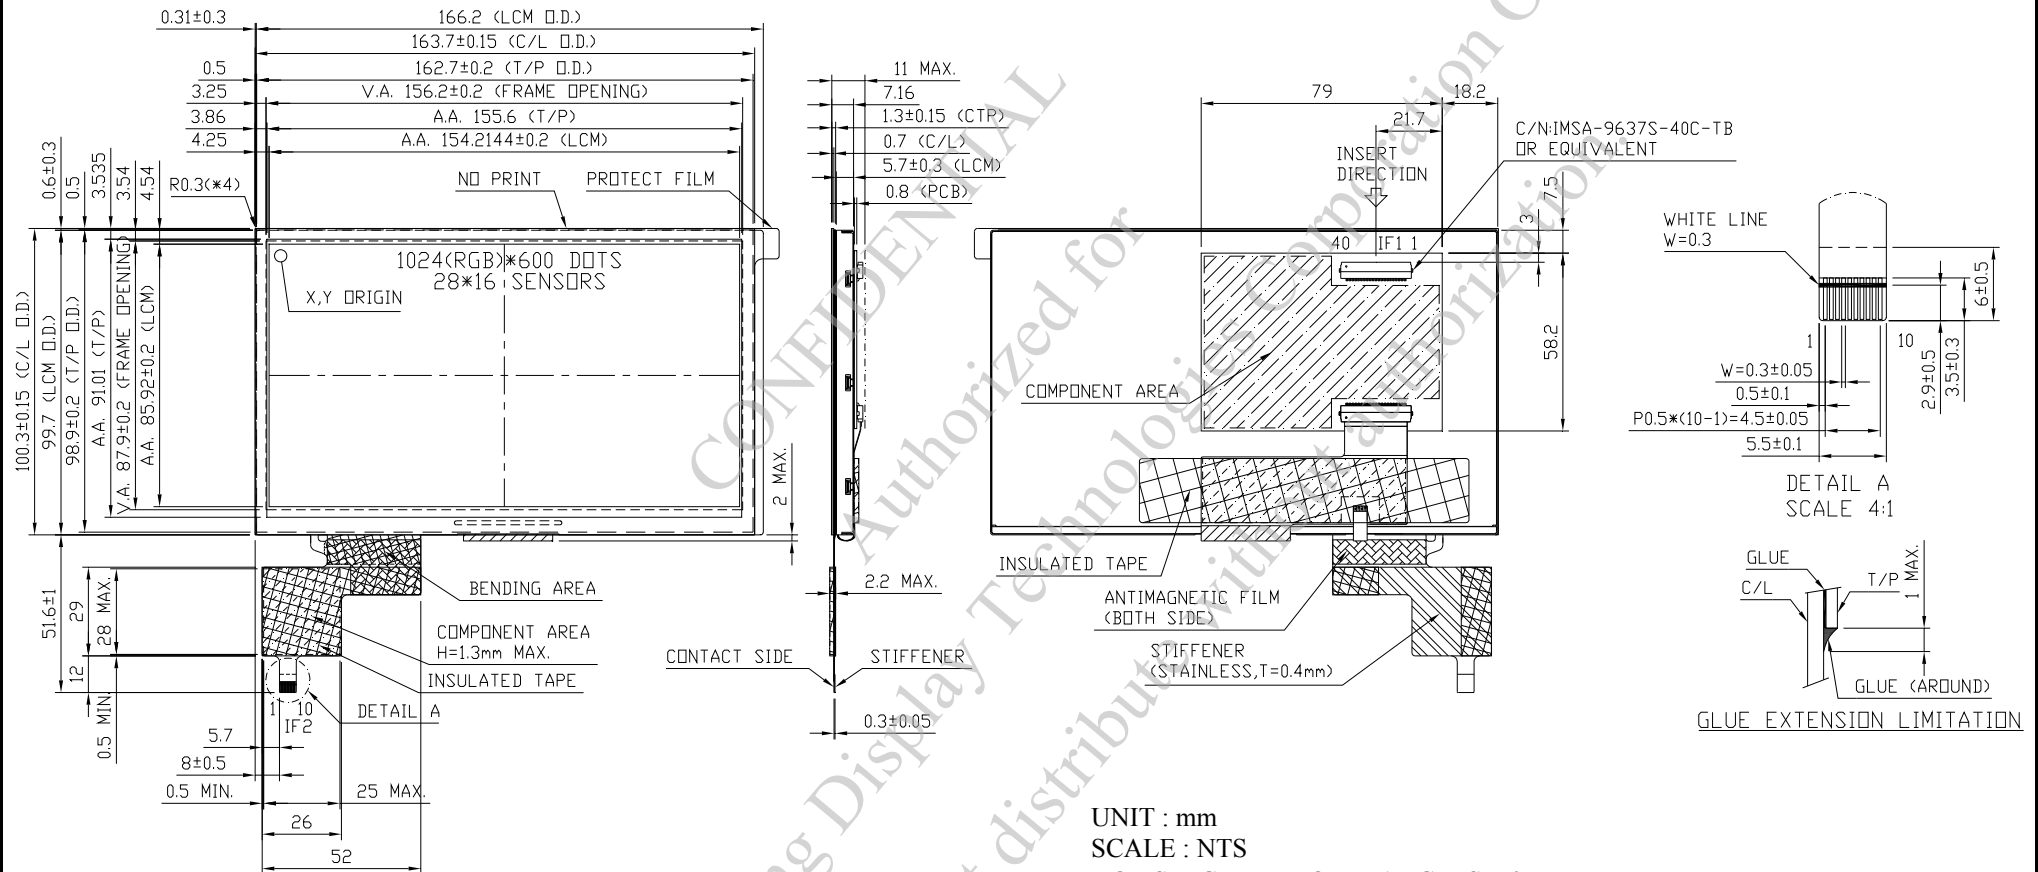 0.31±0.3
166.2 (LCM O.D.)
163.7±0.15 (C/L O.D.)
0.5
162.7±0.2 (T/P O.D.)
3.25
V.A. 156.2±0.2 (FRAME OPENING)
3.86
A.A. 155.6 (T/P)
4.25
A.A. 154.2144±0.2 (LCM)
0.6±0.3
0.5
3.535
3.54
4.54
R0.3(*4)
NO PRINT
PROTECT FILM
100.3±0.15 (C/L O.D.)
99.7 (LCM O.D.)
98.9±0.2 (T/P O.D.)
A.A. 91.01 (T/P)
V.A. 87.9±0.2 (FRAME OPENING)
A.A. 85.92±0.2 (LCM)
1024(RGB)*600 DOTS
28*16 SENSORS
X,Y ORIGIN
2 MAX.
51.6±1
29
28 MAX.
12
0.5 MIN.
BENDING AREA
COMPONENT AREA
H=1.3mm MAX.
INSULATED TAPE
DETAIL A
1 10
IF2
5.7
8±0.5
0.5 MIN.
25 MAX.
26
52
11 MAX.
7.16
1.3±0.15 (CTP)
0.7 (C/L)
5.7±0.3 (LCM)
0.8 (PCB)
2.2 MAX.
CONTACT SIDE
STIFFENER
0.3±0.05
79
18.2
21.7
INSERT
DIRECTION
C/N:IMSA-9637S-40C-TB
OR EQUIVALENT
3
7.5
40 IF1 1
58.2
COMPONENT AREA
INSULATED TAPE
ANTIMAGNETIC FILM
(BOTH SIDE)
STIFFENER
(STAINLESS,T=0.4mm)
WHITE LINE
W=0.3
6±0.5
1 10
2.9±0.5
3.5±0.3
W=0.3±0.05
0.5±0.1
P0.5*(10-1)=4.5±0.05
5.5±0.1
DETAIL A
SCALE 4:1
GLUE
C/L
T/P
1 MAX.
GLUE (AROUND)
GLUE EXTENSION LIMITATION
UNIT : mm
SCALE : NTS
CONFIDENTIAL
Authorized for
Display Technologies Corporation
distribute without authorization.